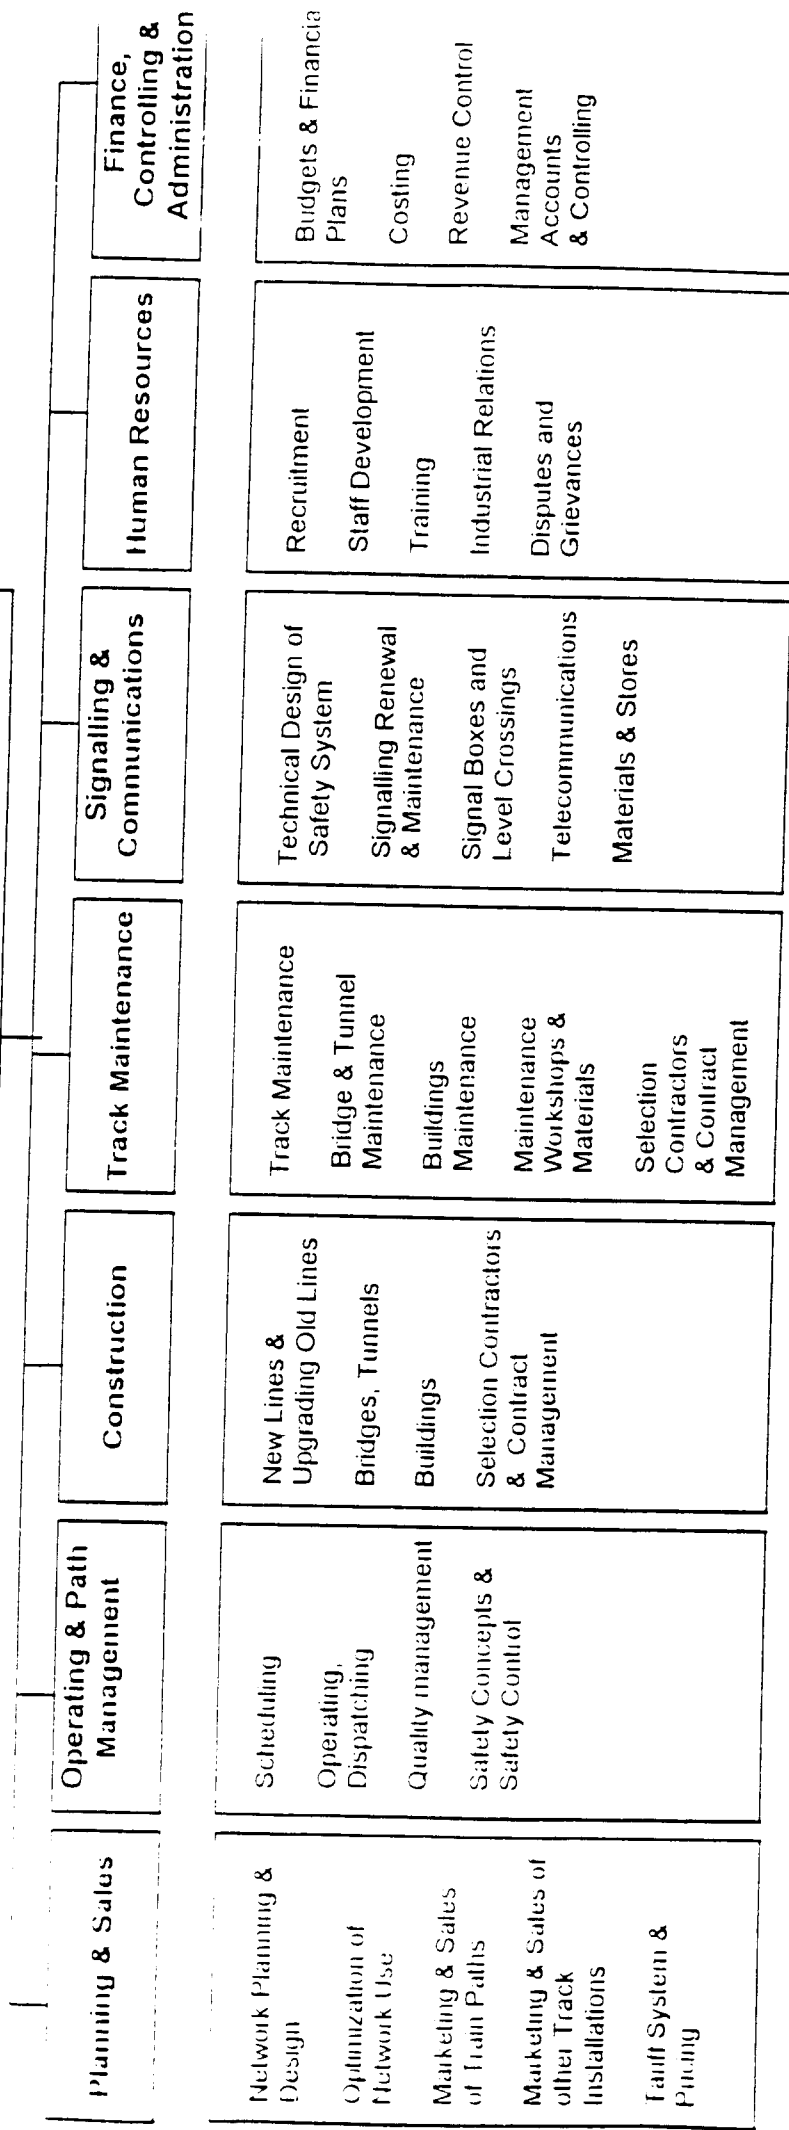 Planning & Sales
Network Planning &
Design
Optimization of
Network Use
Marketing & Sales
of Train Paths
Marketing & Sales of
other Track
Installations
Tariff System &
Pricing
Operating & Path
Management
Scheduling
Operating,
Dispatching
Quality management
Safety Concepts &
Safety Control
Construction
New Lines &
Upgrading Old Lines
Bridges, Tunnels
Buildings
Selection Contractors
& Contract
Management
Track Maintenance
Track Maintenance
Bridge & Tunnel
Maintenance
Buildings
Maintenance
Maintenance
Workshops &
Materials
Selection
Contractors
& Contract
Management
Signalling &
Communications
Technical Design of
Safety System
Signalling Renewal
& Maintenance
Signal Boxes and
Level Crossings
Telecommunications
Materials & Stores
Human Resources
Recruitment
Staff Development
Training
Industrial Relations
Disputes and
Grievances
Finance,
Controlling &
Administration
Budgets & Financia
Plans
Costing
Revenue Control
Management
Accounts
& Controlling